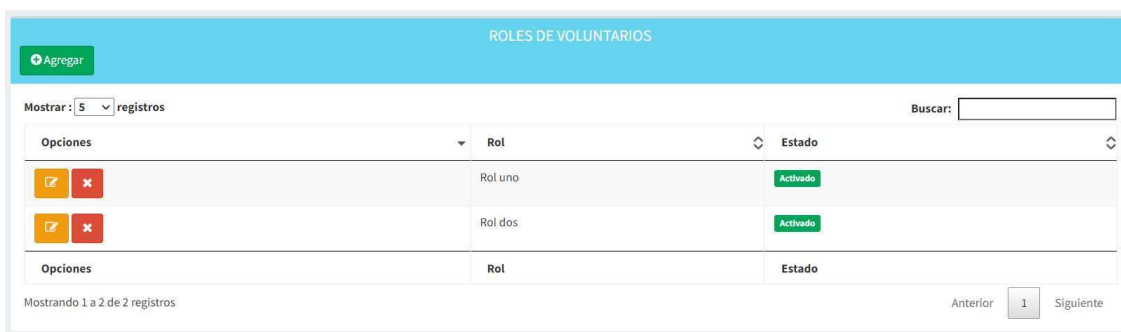 ROLES DE VOLUNTARIOS
Agregar
Mostrar : 5 registros
Buscar:
Opciones Rol Estado
Rol uno Activado
Rol dos Activado
Opciones Rol Estado
Mostrando 1 a 2 de 2 registros
Anterior 1 Siguiente